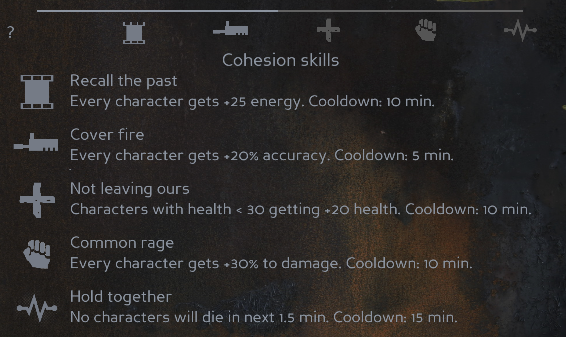 ?
Cohesion skills
Recall the past
Every character gets +25 energy. Cooldown: 10 min.
Cover fire
Every character gets +20% accuracy. Cooldown: 5 min.
Not leaving ours
Characters with health < 30 getting +20 health. Cooldown: 10 min.
Common rage
Every character gets +30% to damage. Cooldown: 10 min.
Hold together
No characters will die in next 1.5 min. Cooldown: 15 min.